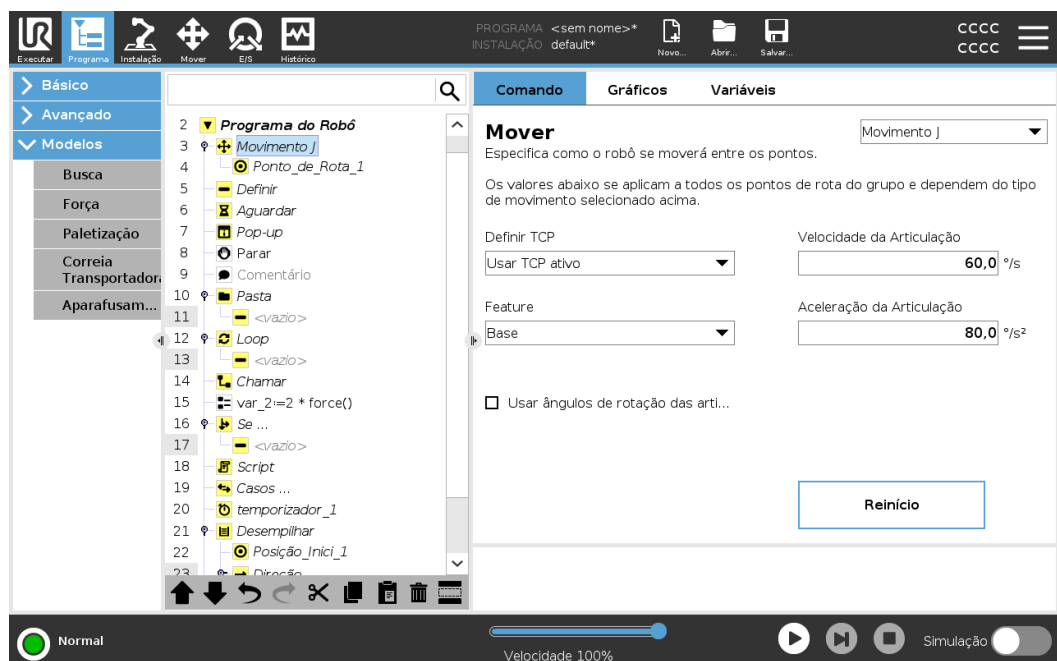 UR
Executar Programa Instalação Mover E/S Histórico
PROGRAMA <sem nome>*
INSTALAÇÃO default*
Novo... Abrir... Salvar...
CCCC
CCCC
Básico
Avançado
Modelos
Busca
Força
Paletização
Correia
Transportador
Aparafusam...
2 Programa do Robô
3 Movimento J
4 Ponto_de_Rota_1
5 Definir
6 Aguardar
7 Pop-up
8 Parar
9 Comentário
10 Pasta
11 <vazio>
12 Loop
13 <vazio>
14 Chamar
15 var_2:=2 * force()
16 Se ...
17 <vazio>
18 Script
19 Casos ...
20 temporizador_1
21 Desempilhar
22 Posição_Inici_1
23 Direção
Comando Gráficos Variáveis
Mover
Movimento J
Especifica como o robô se moverá entre os pontos.
Os valores abaixo se aplicam a todos os pontos de rota do grupo e dependem do tipo
de movimento selecionado acima.
Definir TCP
Velocidade da Articulação
Usar TCP ativo
60,0 °/s
Feature
Aceleração da Articulação
Base
80,0 °/s²
Usar ângulos de rotação das arti...
Reinício
Normal
Velocidade 100%
Simulação